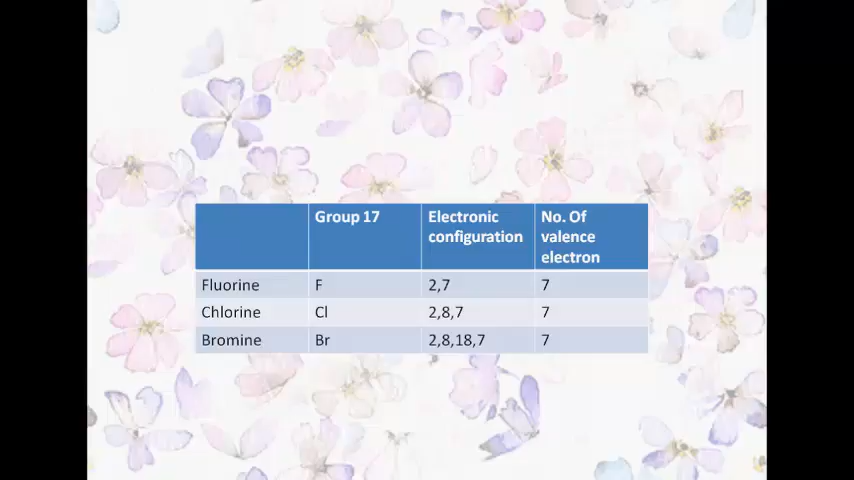 Group 17 Electronic configuration No. Of valence electron
Fluorine F 2,7 7
Chlorine Cl 2,8,7 7
Bromine Br 2,8,18,7 7